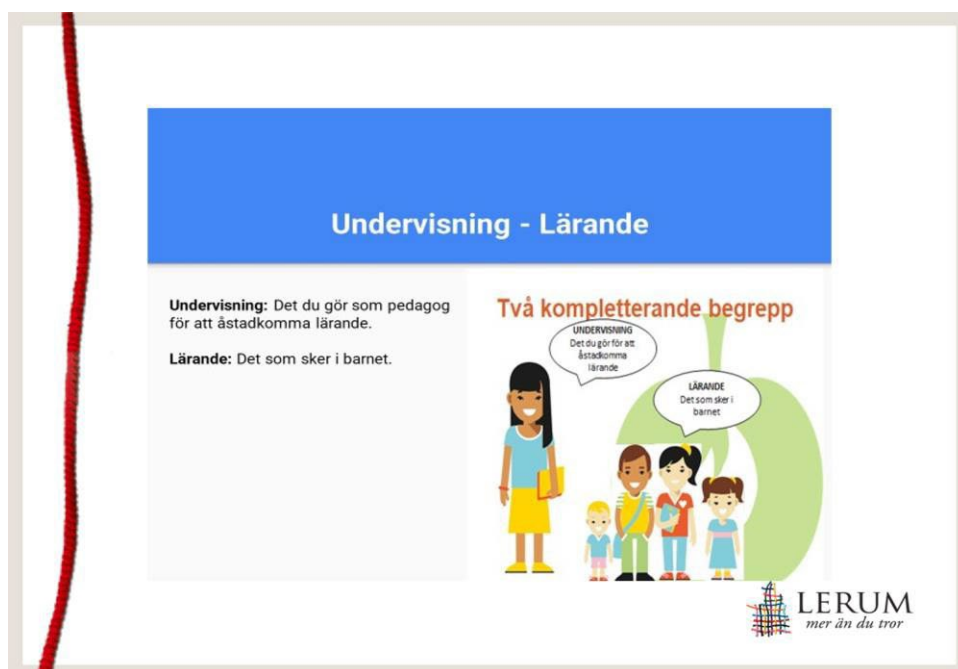 Undervisning - Lärande
Undervisning: Det du gör som pedagog
för att åstadkomma lärande.
Lärande: Det som sker i barnet.
Två kompletterande begrepp
UNDERVISNING
Det du gör för att
åstadkomma
lärande
LÄRANDE
Det som sker i
barnet
LERUM
mer än du tror